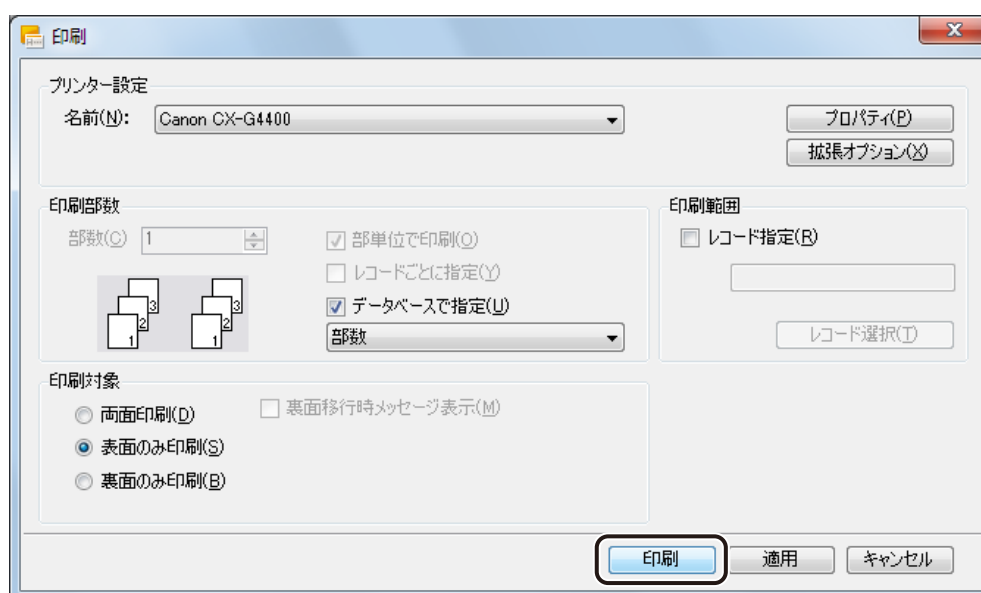 印刷
プリンター設定
名前(N): Canon CX-G4400
プロパティ(P)
拡張オプション(X)
印刷部数
部数(C) 1
部単位で印刷(O)
レコードごとに指定(Y)
データベースで指定(U)
部数
1 2 3 1 2 3
印刷範囲
レコード指定(R)
レコード選択(T)
印刷対象
両面印刷(D)
裏面移行時メッセージ表示(M)
表面のみ印刷(S)
裏面のみ印刷(B)
印刷 適用 キャンセル